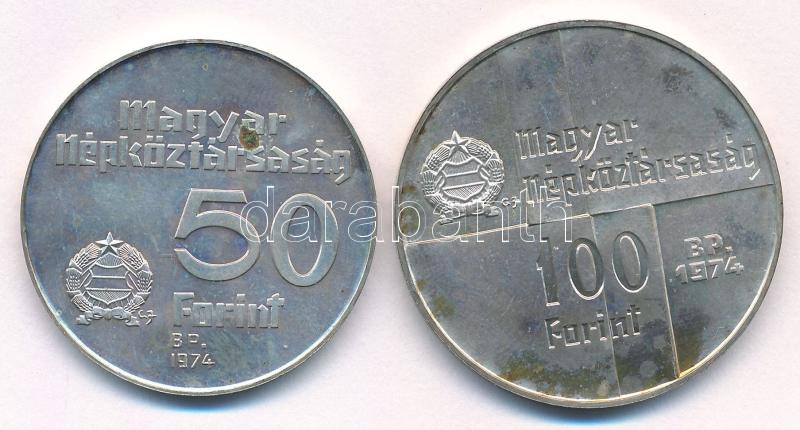 Magyar
Népköztársaság
50
Forint
BP.
1974
Magyar
Népköztársaság
100
Forint
BP.
1974
darabanth